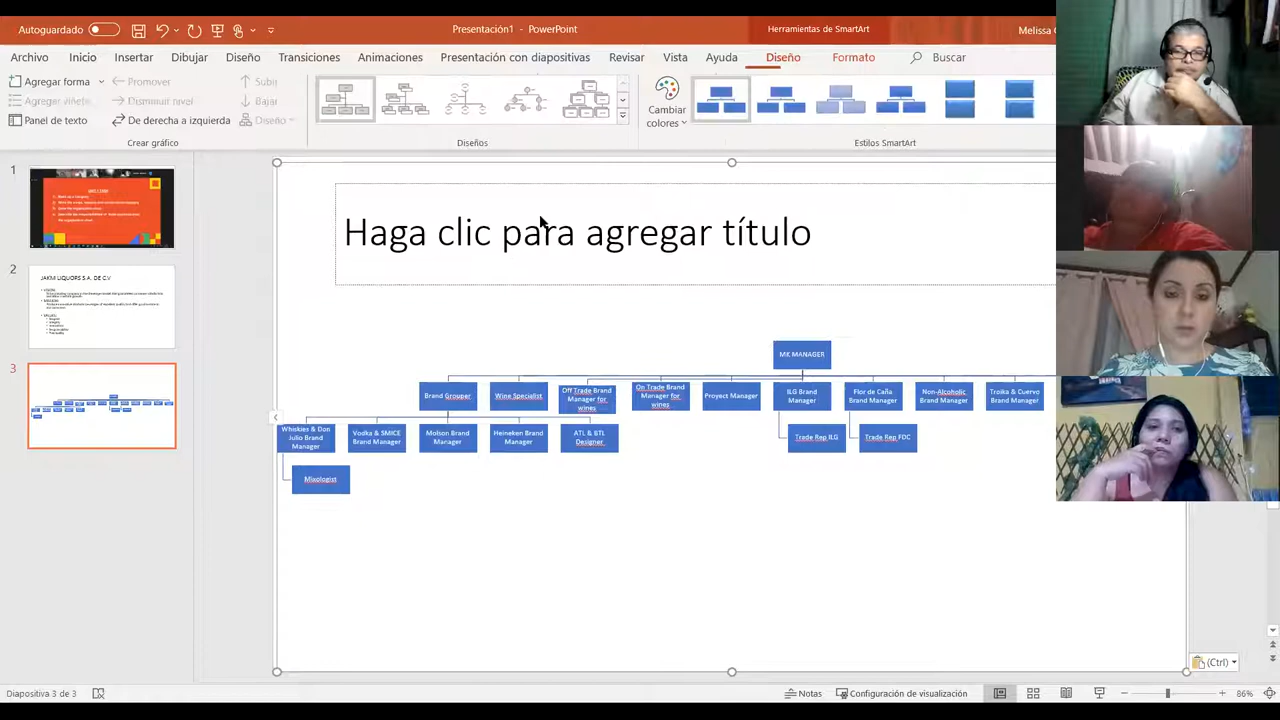 Autoguardado
Presentación1 - PowerPoint
Herramientas de SmartArt
Melissa
Archivo Inicio Insertar Dibujar Diseño Transiciones Animaciones Presentación con diapositivas Revisar Vista Ayuda Diseño Formato Buscar
Agregar forma Promover Subir
Agregar viñeta Disminuir nivel Bajar
Panel de texto De derecha a izquierda Diseño
Cambiar
colores
Crear gráfico Diseños Estilos SmartArt
1
2
JAKMI LIQUORS S.A. DE C.V
3
Haga clic para agregar título
MK MANAGER
Brand Grouper
Wine Specialist
Off Trade Brand
Manager for
wines
On Trade Brand
Manager for
wines
Proyect Manager
ILG Brand
Manager
Flor de Caña
Brand Manager
Non-Alcoholic
Brand Manager
Troika & Cuervo
Brand Manager
Whiskies & Don
Julio Brand
Manager
Vodka & SMICE
Brand Manager
Molson Brand
Manager
Heineken Brand
Manager
ATL & BTL
Designer
Trade Rep ILG
Trade Rep FDC
Mixologist
(Ctrl)
Diapositiva 3 de 3
Notas
Configuración de visualización
86%